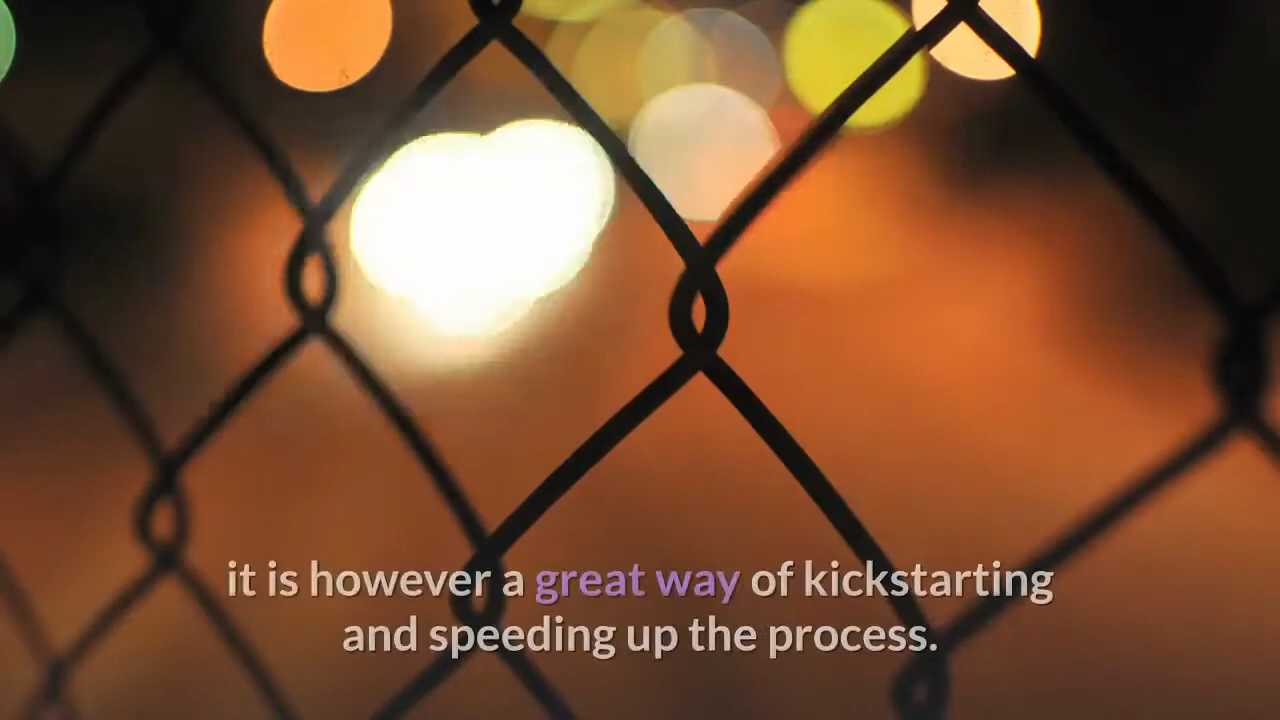 it is however a great way of kickstarting
and speeding up the process.